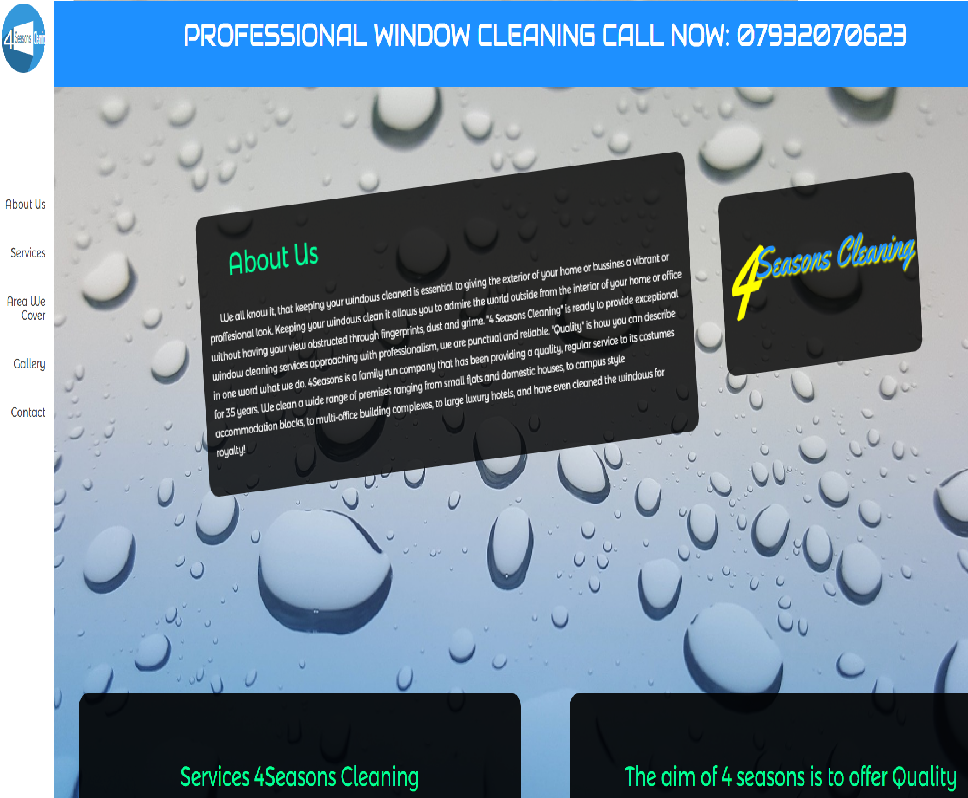 4 Seasons Cleanin
PROFESSIONAL WINDOW CLEANING CALL NOW: 07932070623
About Us
Services
Area We
Cover
Gallery
Contact
About Us
We all know it, that keeping your windows cleaned is essential to giving the exterior of your home or bussines a vibrant or
proffesional look. Keeping your windows clean it allows you to admire the world outside from the interior of your home or office
without having your view obstructed through fingerprints, dust and grime. "4 Seasons Cleaning" is ready to provide exceptional
window cleaning services approaching with professionalism, we are punctual and reliable. "Quality" is how you can describe
in one word what we do. 4Seasons is a family run company that has been providing a quality, regular service to its costumes
for 35 years. We clean a wide range of premises ranging from small flats and domestic houses, to campus style
accommodation blocks, to multi-office building complexes, to large luxury hotels, and have even cleaned the windows for
royalty!
4Seasons Cleaning
Services 4Seasons Cleaning
The aim of 4 seasons is to offer Quality